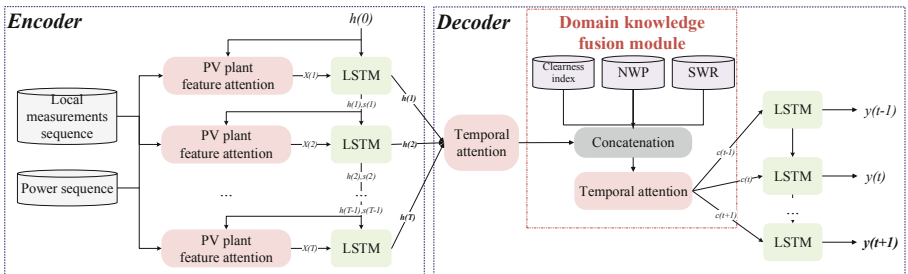 Encoder
h(0)
Decoder
Domain knowledge
fusion module
PV plant
feature attention
X(1)
LSTM
Clearness
index
NWP
SWR
h(1)
h(1),s(1)
Local
measurements
sequence
PV plant
feature attention
X(2)
LSTM
h(2)
Temporal
attention
Concatenation
LSTM
y(t-1)
c(t-1)
h(2),s(2)
Power sequence
Temporal attention
c(t)
LSTM
y(t)
...
...
h(T)
c(t+1)
...
h(T-1),s(T-1)
PV plant
feature attention
X(T)
LSTM
LSTM
y(t+1)